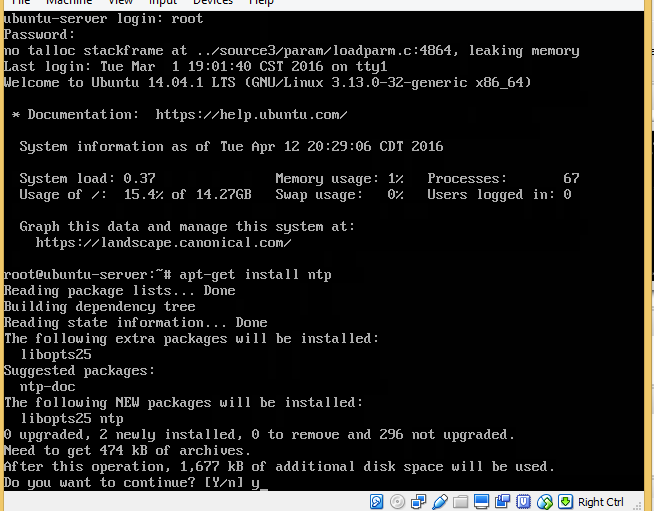 File Machine View Input Devices Help
ubuntu-server login: root
Password:
no talloc stackframe at ../source3/param/loadparm.c:4864, leaking memory
Last login: Tue Mar  1 19:01:40 CST 2016 on tty1
Welcome to Ubuntu 14.04.1 LTS (GNU/Linux 3.13.0-32-generic x86_64)
* Documentation:  https://help.ubuntu.com/
System information as of Tue Apr 12 20:29:06 CDT 2016
System load: 0.37 Memory usage: 1% Processes: 67
Usage of /: 15.4% of 14.27GB Swap usage: 0% Users logged in: 0
Graph this data and manage this system at:
https://landscape.canonical.com/
root@ubuntu-server:~# apt-get install ntp
Reading package lists... Done
Building dependency tree
Reading state information... Done
The following extra packages will be installed:
libopts25
Suggested packages:
ntp-doc
The following NEW packages will be installed:
libopts25 ntp
0 upgraded, 2 newly installed, 0 to remove and 296 not upgraded.
Need to get 474 kB of archives.
After this operation, 1,677 kB of additional disk space will be used.
Do you want to continue? [Y/n] y_
Right Ctrl